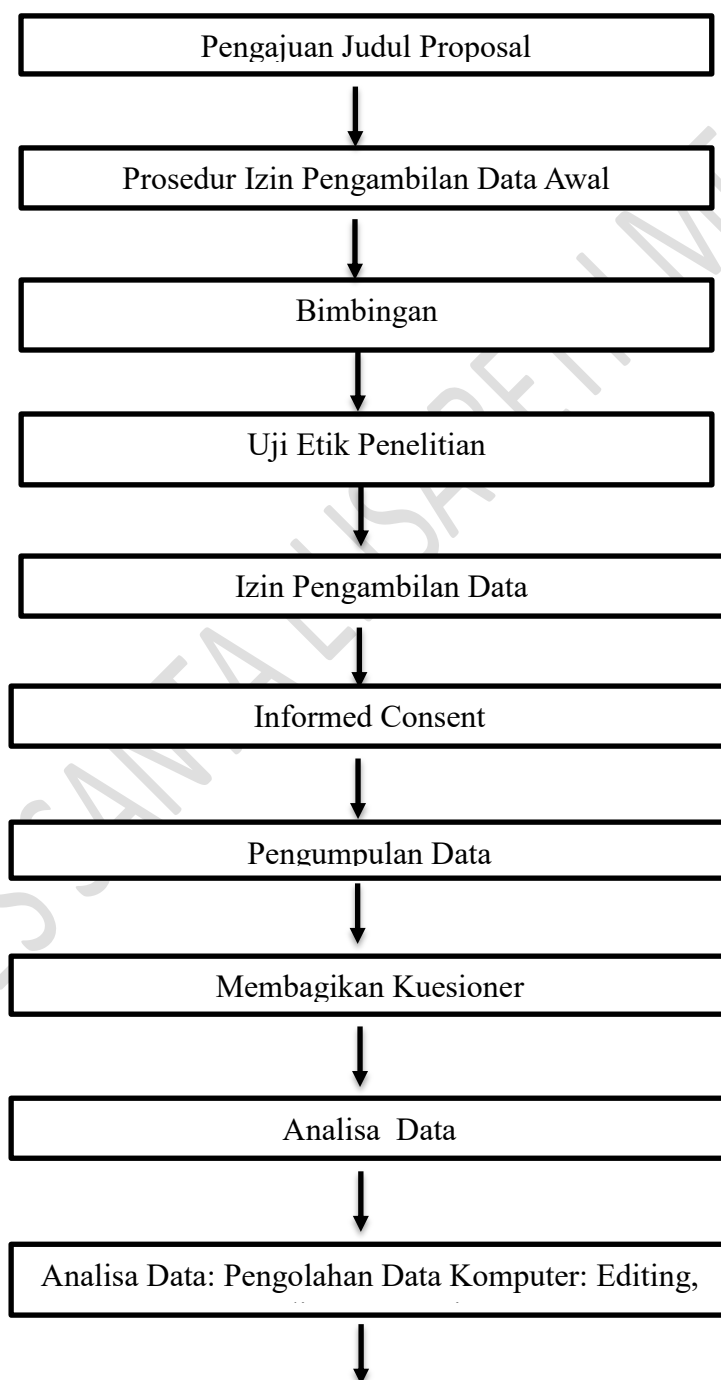 Pengajuan Judul Proposal
Prosedur Izin Pengambilan Data Awal
Bimbingan
Uji Etik Penelitian
Izin Pengambilan Data
Informed Consent
Pengumpulan Data
Membagikan Kuesioner
Analisa Data
Analisa Data: Pengolahan Data Komputer: Editing,